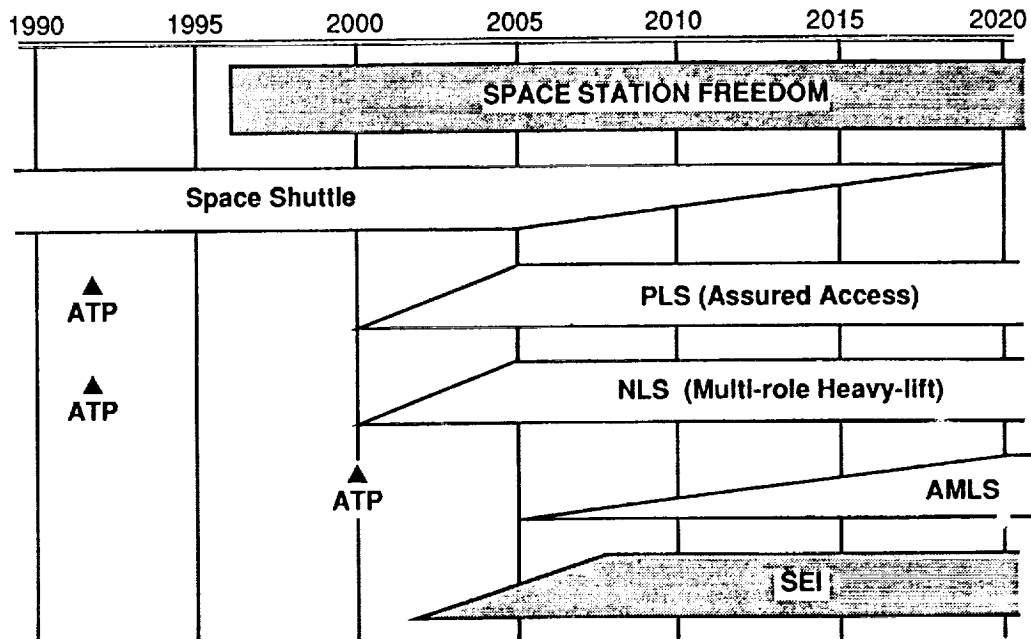 1990 1995 2000 2005 2010 2015 2020
SPACE STATION FREEDOM
Space Shuttle
PLS (Assured Access)
ATP
NLS (Multi-role Heavy-lift)
ATP
AMLS
ATP
SEI